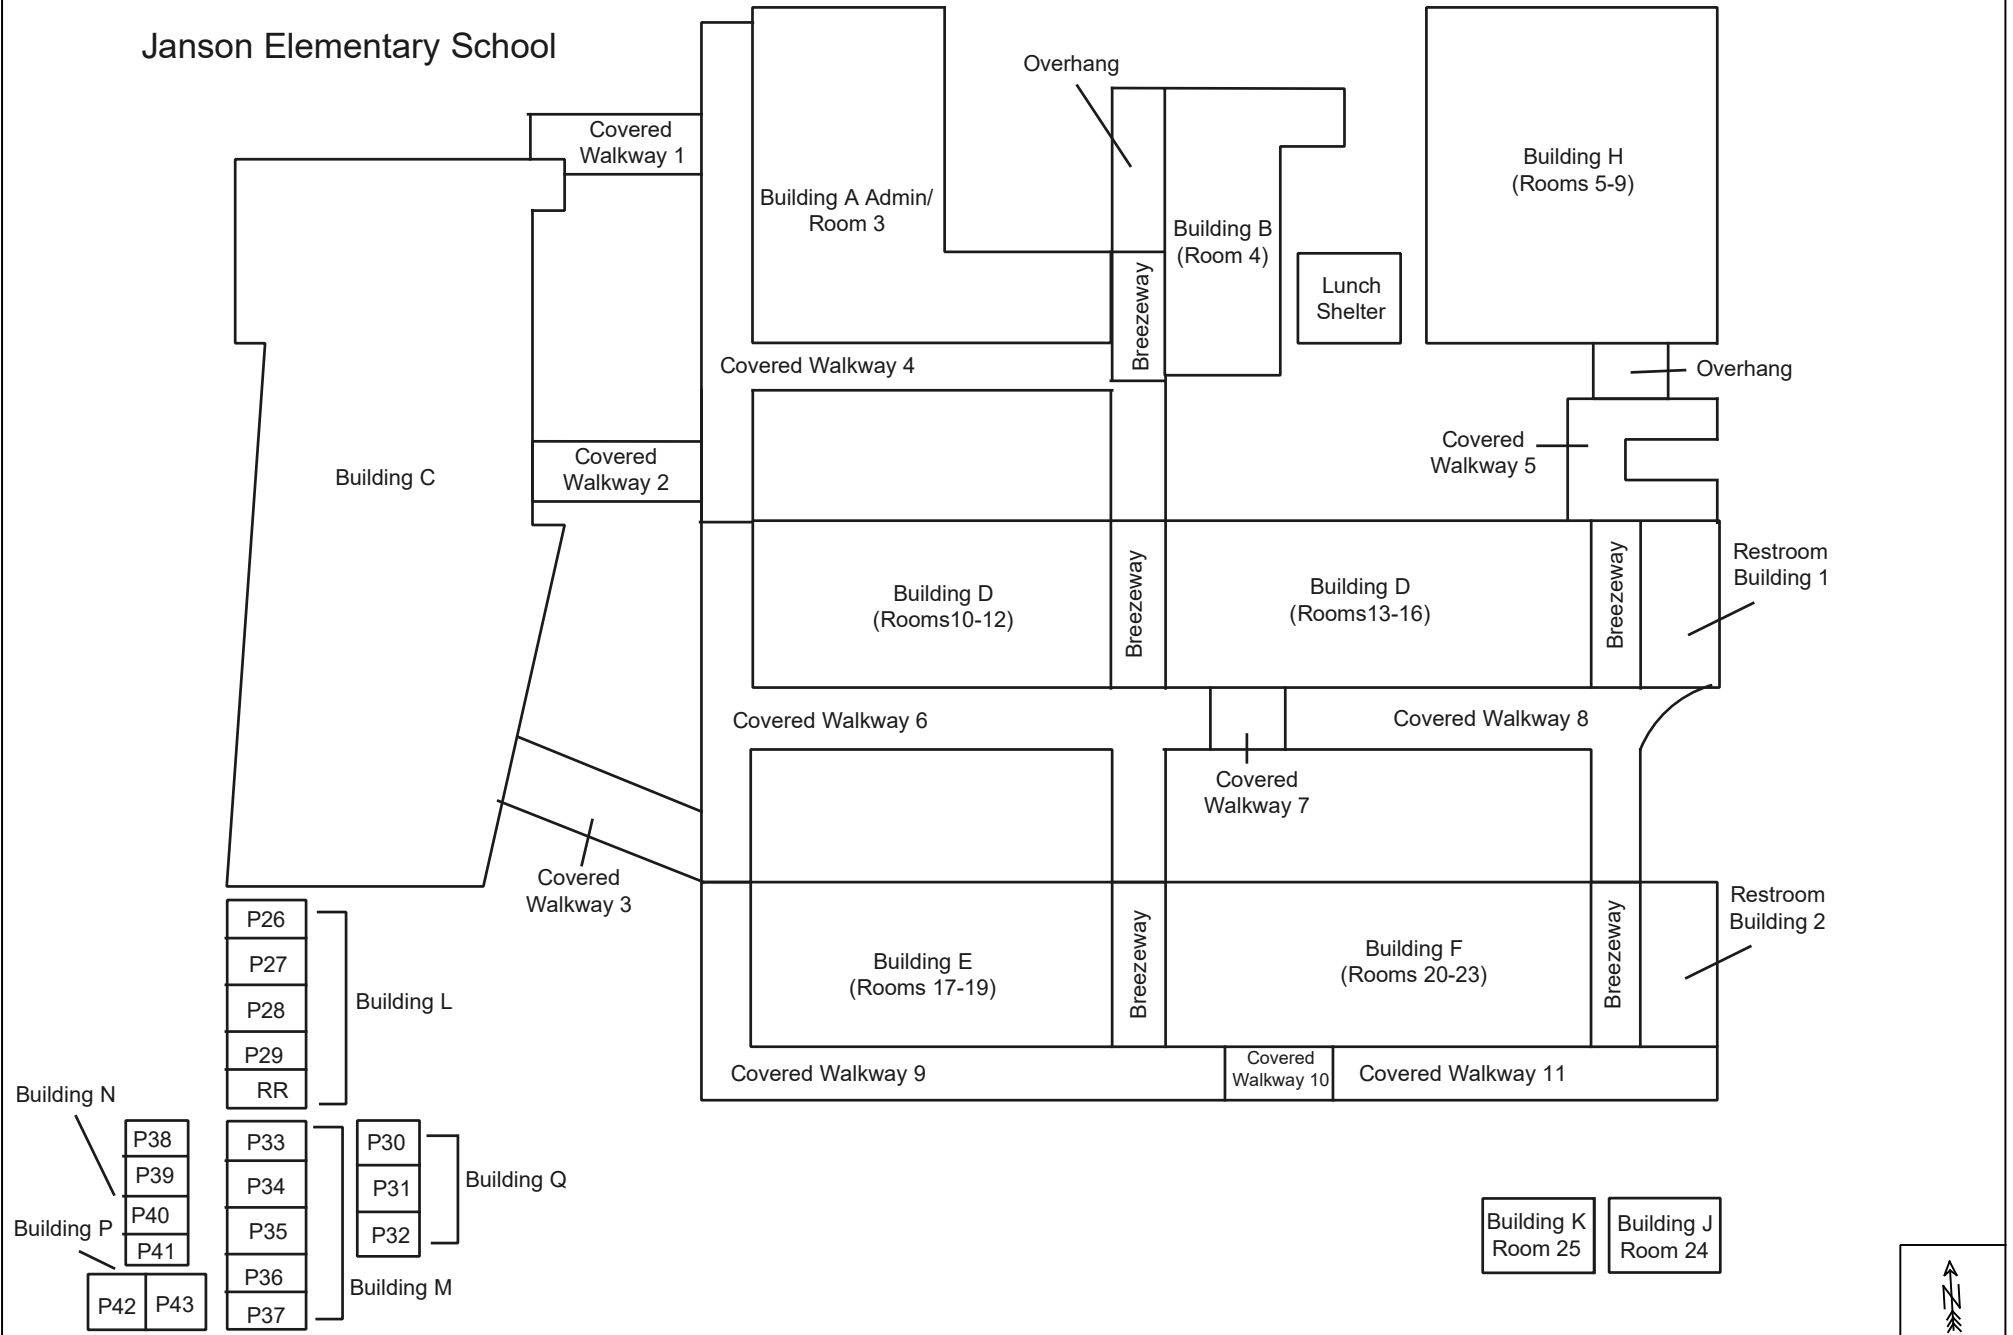 Janson Elementary School
Overhang
Covered
Walkway 1
Building A Admin/
Room 3
Building B
(Room 4)
Building H
(Rooms 5-9)
Lunch
Shelter
Breezeway
Covered Walkway 4
Overhang
Building C
Covered
Walkway 2
Covered
Walkway 5
Building D
(Rooms10-12)
Breezeway
Building D
(Rooms13-16)
Breezeway
Restroom
Building 1
Covered Walkway 6
Covered Walkway 8
Covered
Walkway 7
Covered
Walkway 3
Building E
(Rooms 17-19)
Breezeway
Building F
(Rooms 20-23)
Breezeway
Restroom
Building 2
P26
P27
P28
P29
RR
Building L
Covered Walkway 9
Covered
Walkway 10
Covered Walkway 11
Building N
P38
P39
P40
P41
Building P
P42
P43
P33
P34
P35
P36
P37
Building M
P30
P31
P32
Building Q
Building K
Room 25
Building J
Room 24
N